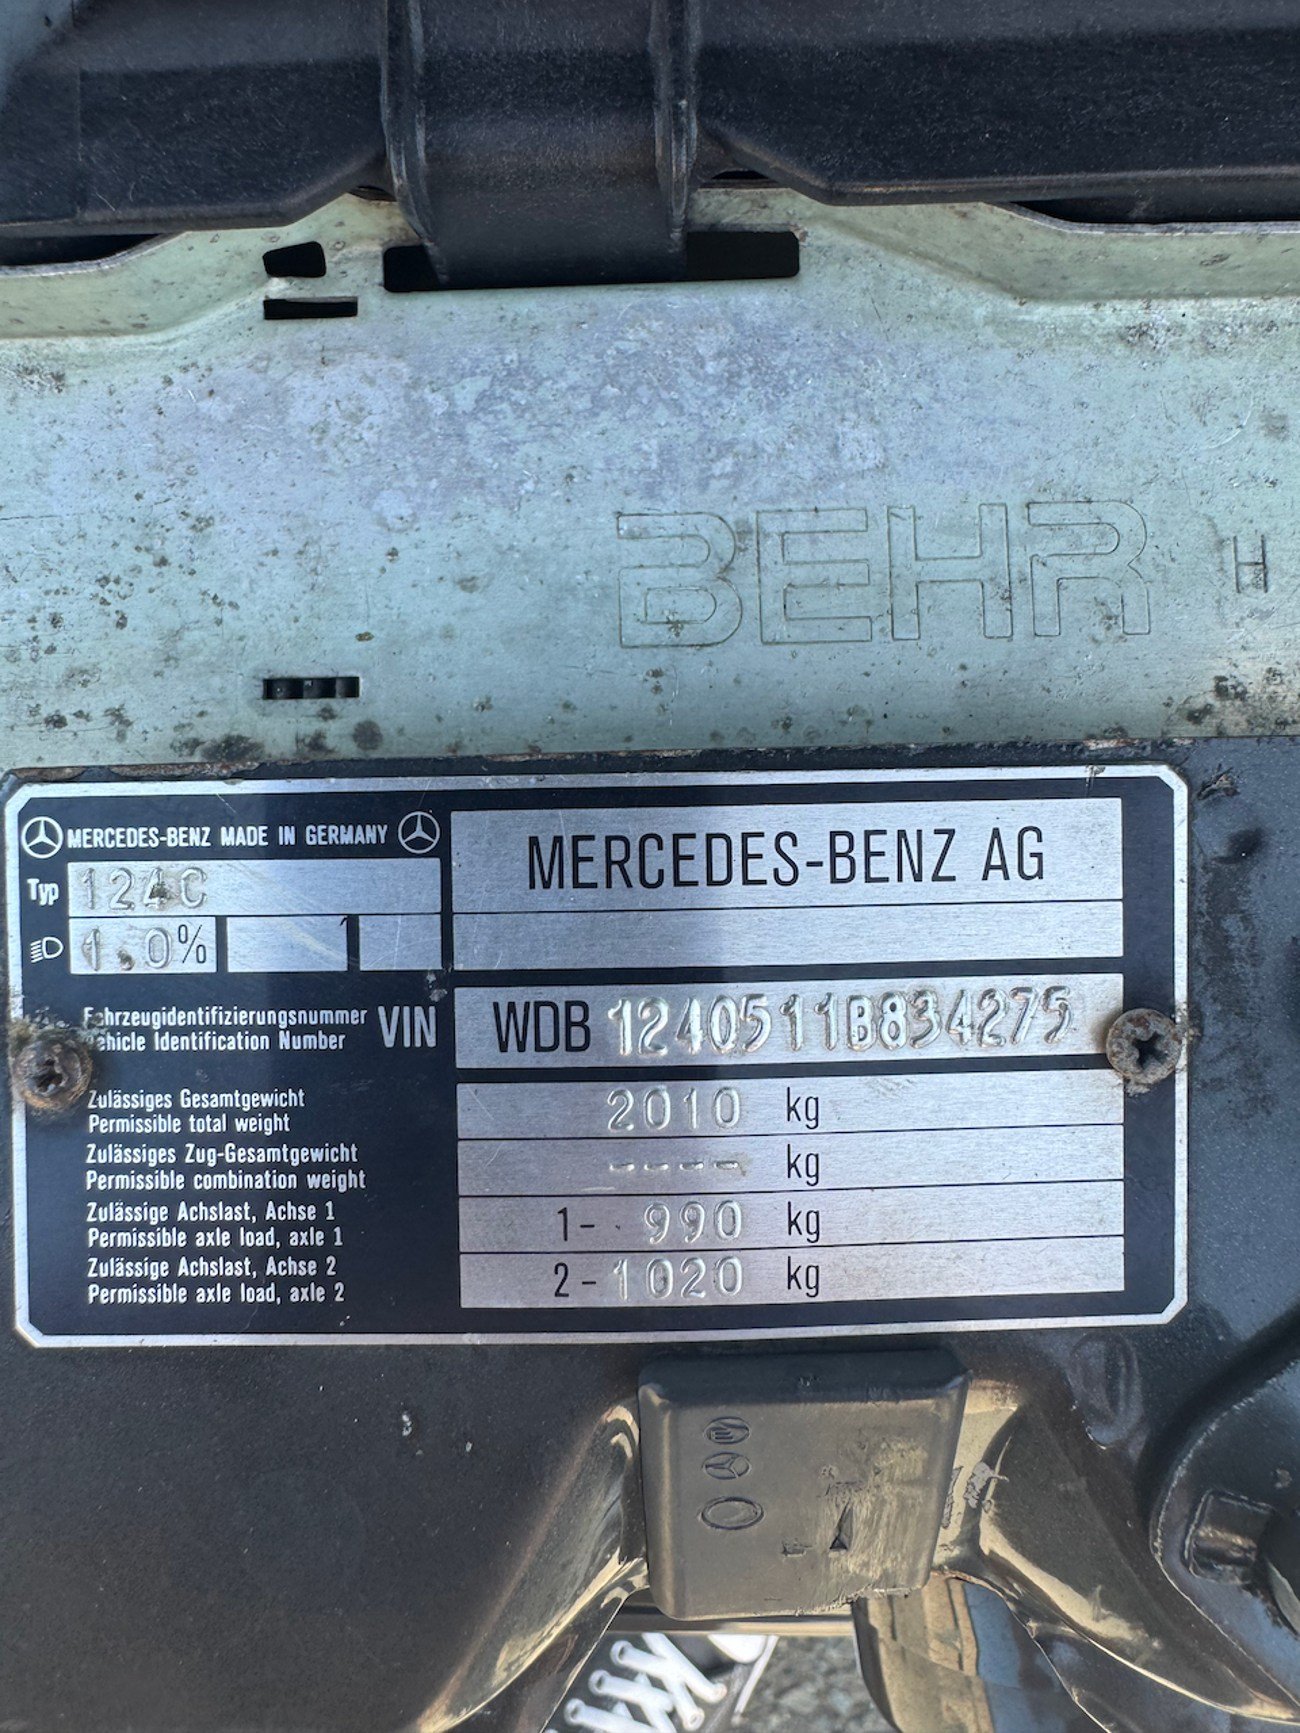 BEHR
MERCEDES-BENZ MADE IN GERMANY
MERCEDES-BENZ AG
Typ 124C
1.0%
Fahrzeugidentifizierungsnummer
Vehicle Identification Number
VIN WDB 1240511B834275
Zulässiges Gesamtgewicht
Permissible total weight
2010 kg
Zulässiges Zug-Gesamtgewicht
Permissible combination weight
---- kg
Zulässige Achslast, Achse 1
Permissible axle load, axle 1
1- 990 kg
Zulässige Achslast, Achse 2
Permissible axle load, axle 2
2- 1020 kg